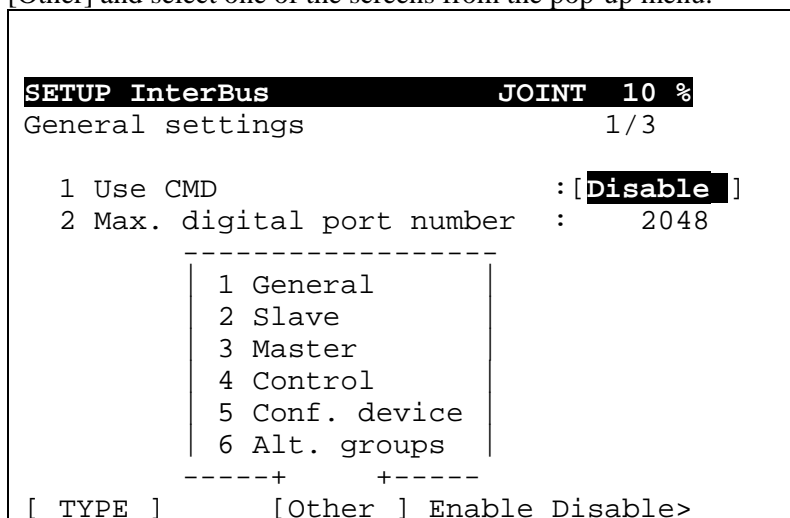 [Other] and select one of the screens from the pop-up menu.
SETUP InterBus JOINT 10 %
General settings 1/3
1 Use CMD :[Disable ]
2 Max. digital port number : 2048
------------------
| 1 General |
| 2 Slave |
| 3 Master |
| 4 Control |
| 5 Conf. device |
| 6 Alt. groups |
-----+ +-----
[ TYPE ] [Other ] Enable Disable>